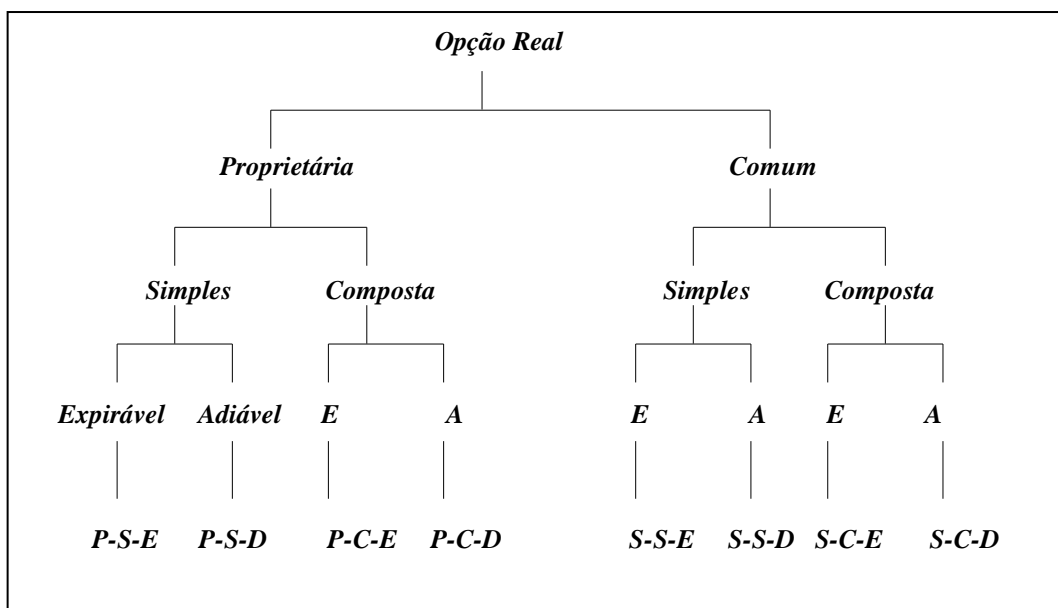 Opção Real
Proprietária Comum
Simples Composta Simples Composta
Expirável Adiável E A E A E A
P-S-E P-S-D P-C-E P-C-D S-S-E S-S-D S-C-E S-C-D